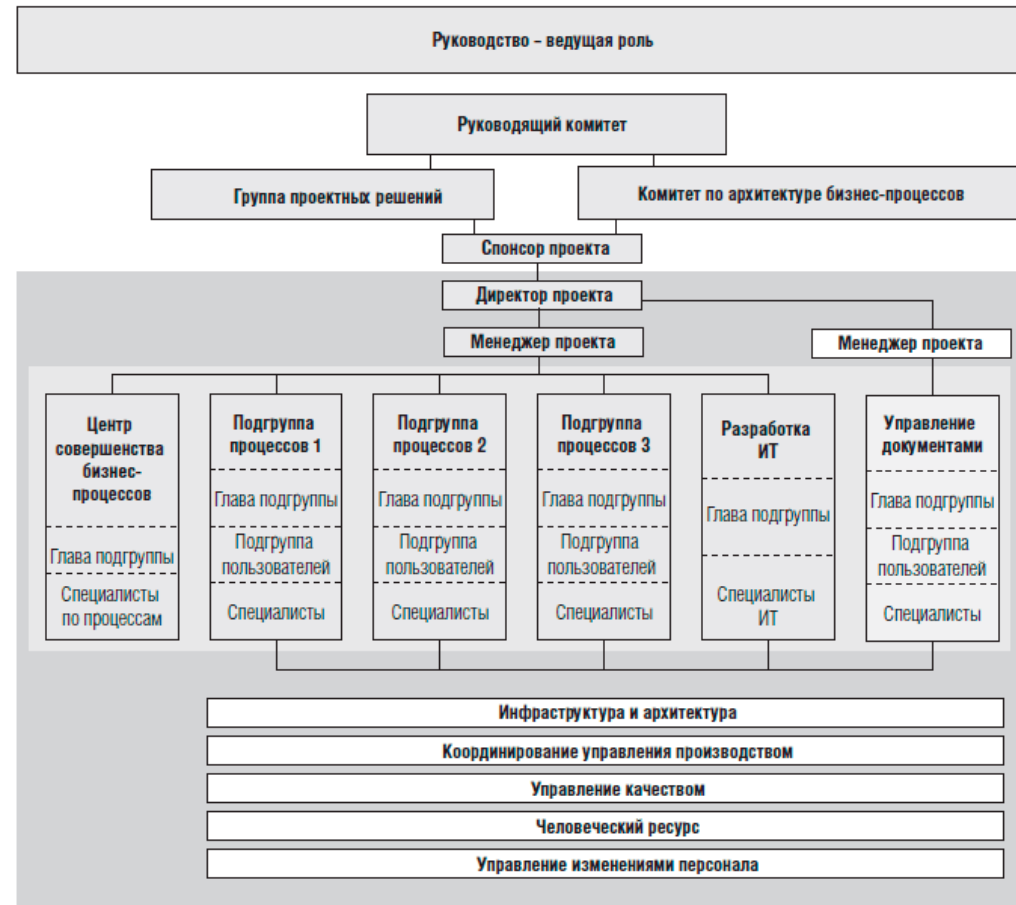 Руководство – ведущая роль
Руководящий комитет
Группа проектных решений
Комитет по архитектуре бизнес-процессов
Спонсор проекта
Директор проекта
Менеджер проекта
Менеджер проекта
Центр
совершенства
бизнес-
процессов
Глава подгруппы
Специалисты
по процессам
Подгруппа
процессов 1
Глава подгруппы
Подгруппа
пользователей
Специалисты
Подгруппа
процессов 2
Глава подгруппы
Подгруппа
пользователей
Специалисты
Подгруппа
процессов 3
Глава подгруппы
Подгруппа
пользователей
Специалисты
Разработка
ИТ
Глава подгруппы
Специалисты
ИТ
Управление
документами
Глава подгруппы
Подгруппа
пользователей
Специалисты
Инфраструктура и архитектура
Координирование управления производством
Управление качеством
Человеческий ресурс
Управление изменениями персонала